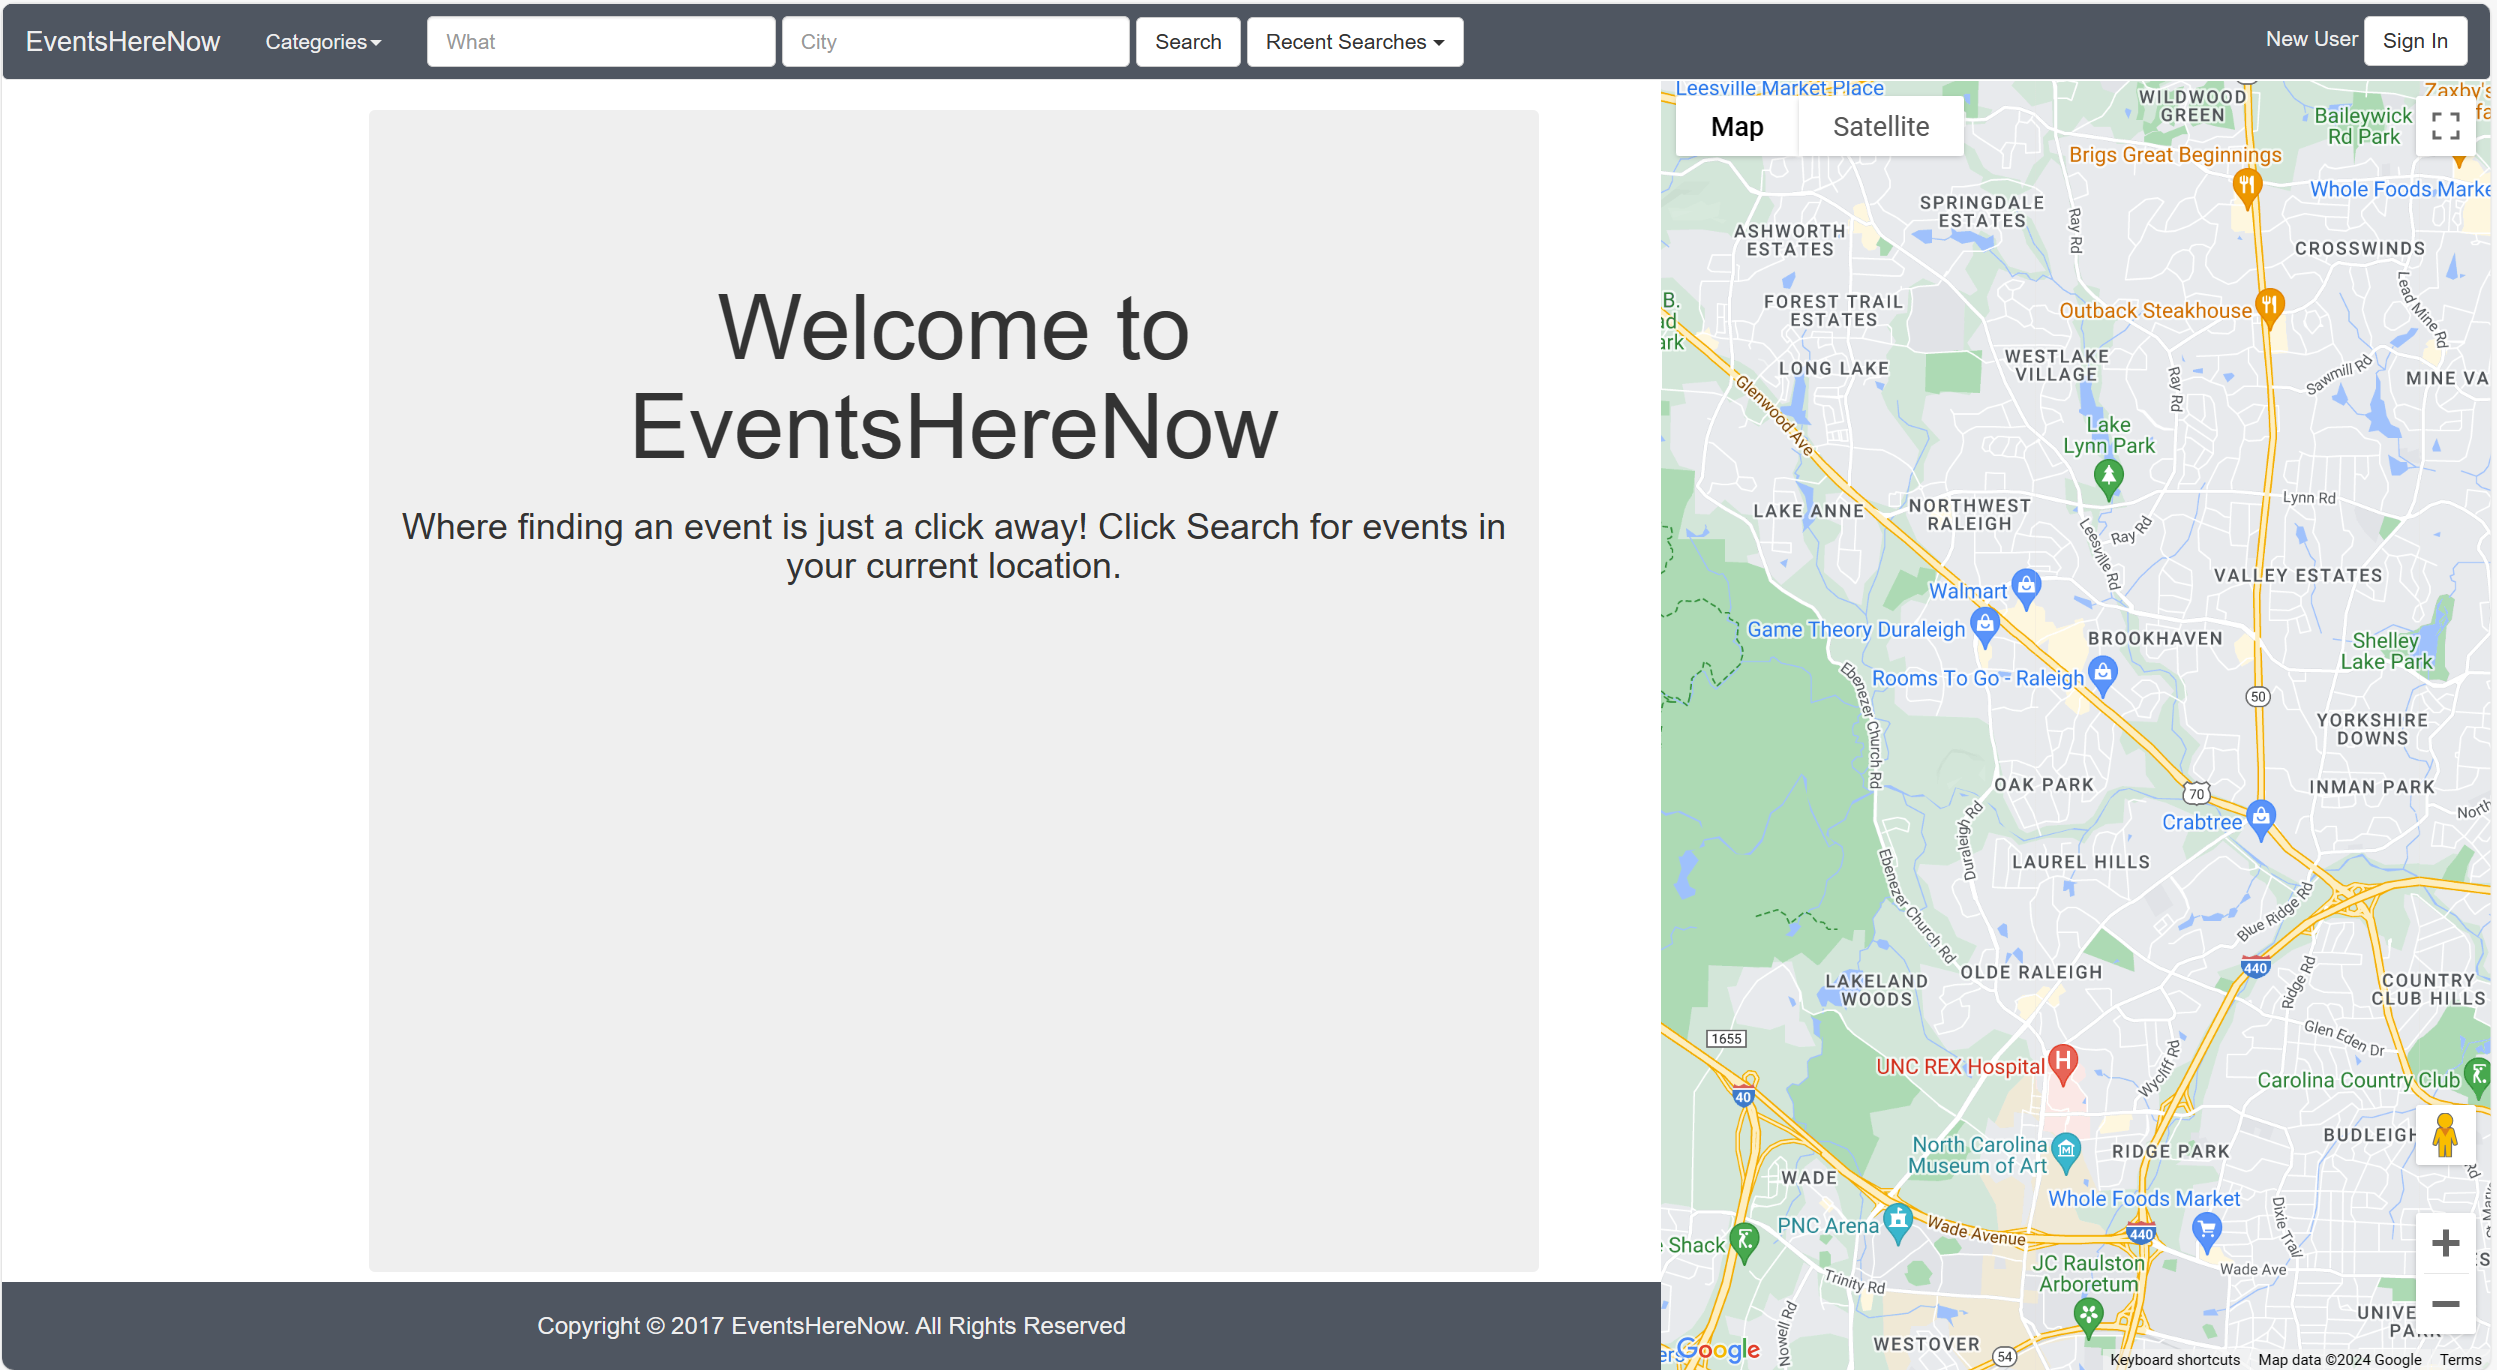 EventsHereNow
Categories
What
City
Search
Recent Searches
New User
Sign In
Welcome to
EventsHereNow
Where finding an event is just a click away! Click Search for events in
your current location.
Copyright © 2017 EventsHereNow. All Rights Reserved
Leesville Market Place
Map
Satellite
WILDWOOD
GREEN
Zaxby's
Baileywick
Rd Park
Brigs Great Beginnings
Whole Foods Marke
SPRINGDALE
ESTATES
Ray Rd
ASHWORTH
ESTATES
CROSSWINDS
Lead Mine Rd
B.
ad
ark
FOREST TRAIL
ESTATES
Outback Steakhouse
WESTLAKE
VILLAGE
LONG LAKE
Ray Rd
Sawmill Rd
MINE VA
Glenwood Ave
Lake
Lynn Park
Lynn Rd
LAKE ANNE
NORTHWEST
RALEIGH
Leesville Rd
Ray Rd
VALLEY ESTATES
Walmart
Game Theory Duraleigh
BROOKHAVEN
Shelley
Lake Park
Ebenezer Church Rd
Rooms To Go - Raleigh
50
YORKSHIRE
DOWNS
OAK PARK
70
INMAN PARK
North
Crabtree
Duraleigh Rd
LAUREL HILLS
Ebenezer Church Rd
Blue Ridge Rd
440
OLDE RALEIGH
LAKELAND
WOODS
Ridge Rd
COUNTRY
CLUB HILLS
1655
Glen Eden Dr
UNC REX Hospital
Wycliff Rd
Carolina Country Club
40
North Carolina
Museum of Art
RIDGE PARK
BUDLEIGH
Rd
WADE
Whole Foods Market
Dixie Trail
PNC Arena
Wade Avenue
440
e Shack
JC Raulston
Arboretum
Wade Ave
Trinity Rd
Nowell Rd
UNIVE
PARK
WESTOVER
54
ers
Google
Keyboard shortcuts
Map data ©2024 Google
Terms